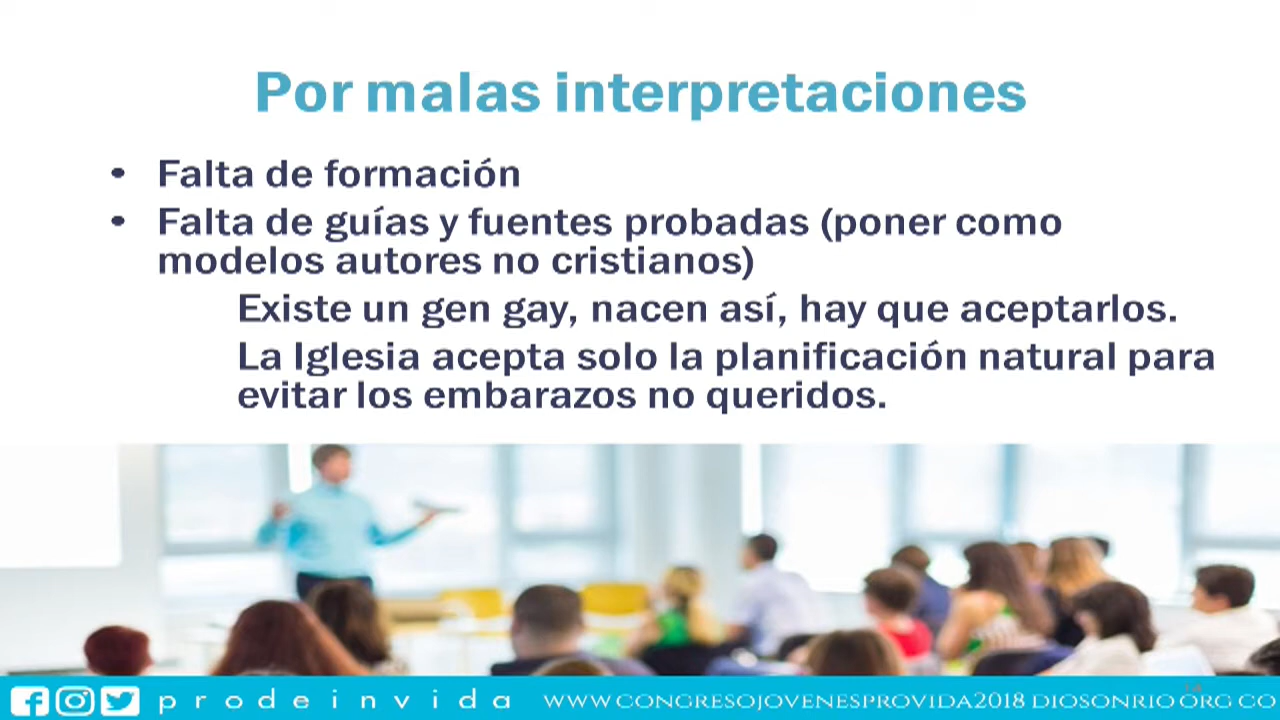 Por malas interpretaciones
• Falta de formación
• Falta de guías y fuentes probadas (poner como
modelos autores no cristianos)
Existe un gen gay, nacen así, hay que aceptarlos.
La Iglesia acepta solo la planificación natural para
evitar los embarazos no queridos.
prodeinvida WWW.CONGRESOJOVENESPROVIDA2018 DIOSONRIO ORG CO